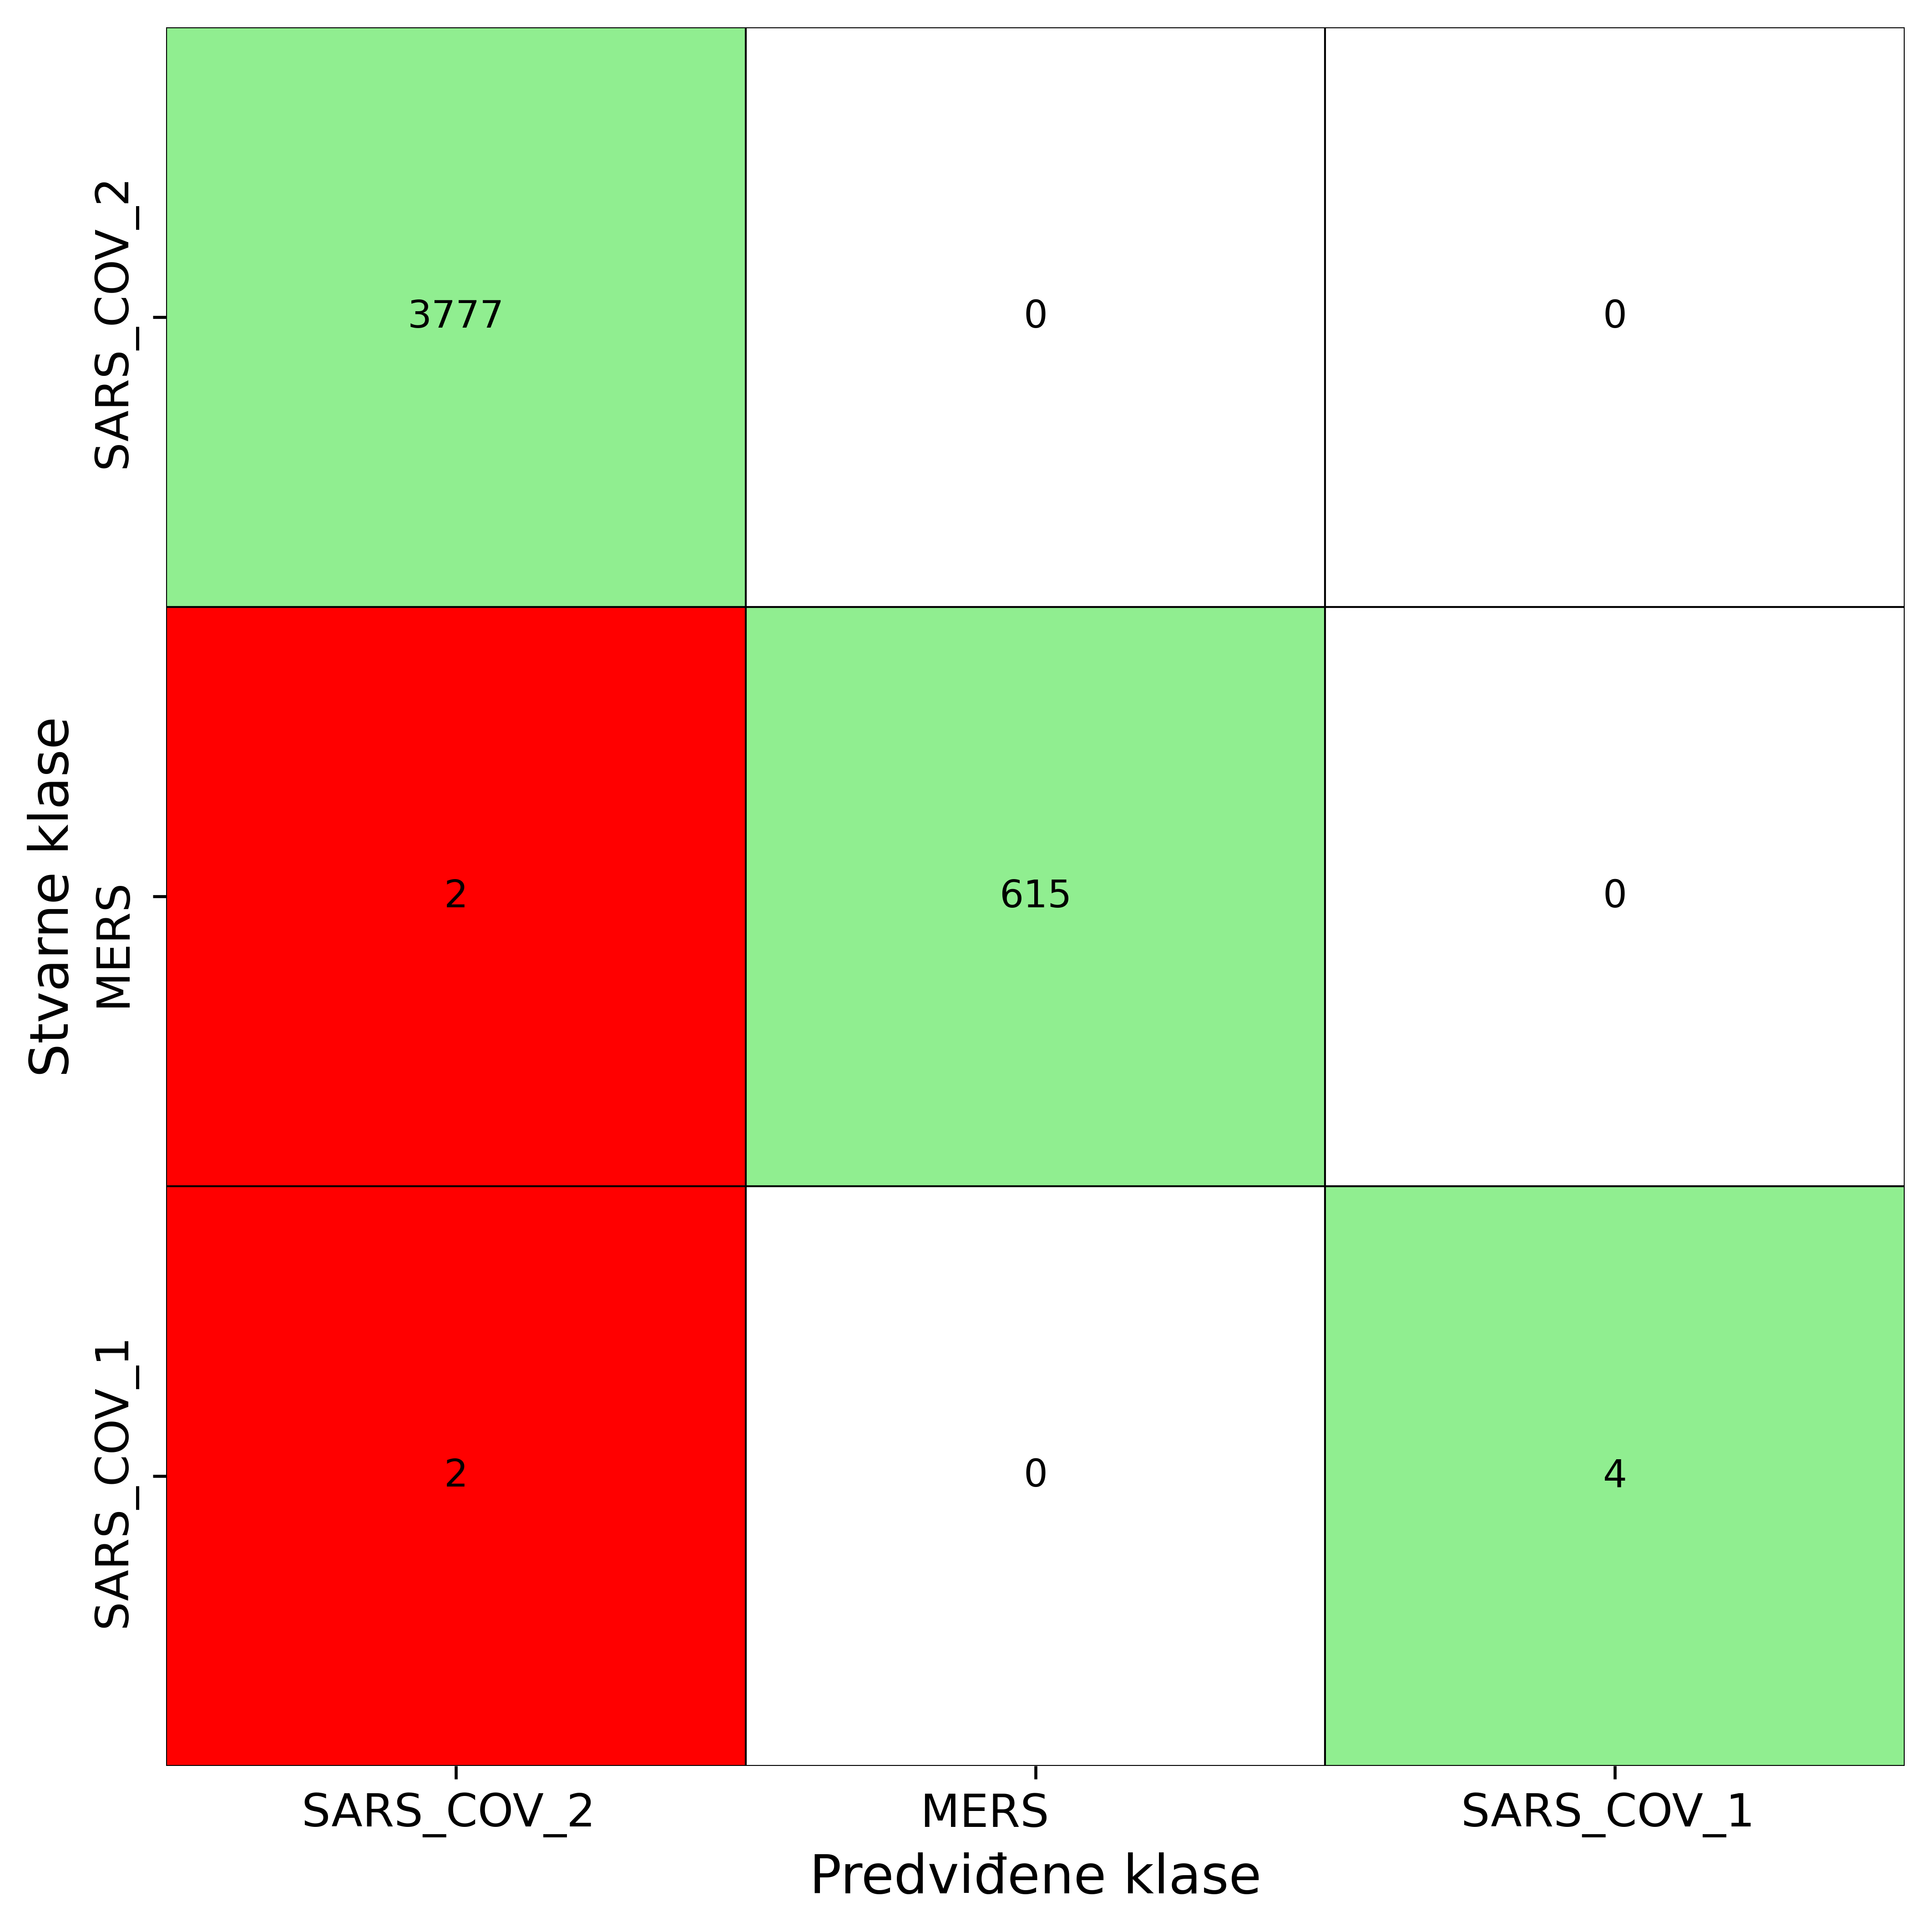 Stvarne klase
SARS_COV_2
3777 0 0
MERS
2 615 0
SARS_COV_1
2 0 4
SARS_COV_2 MERS SARS_COV_1
Predviđene klase